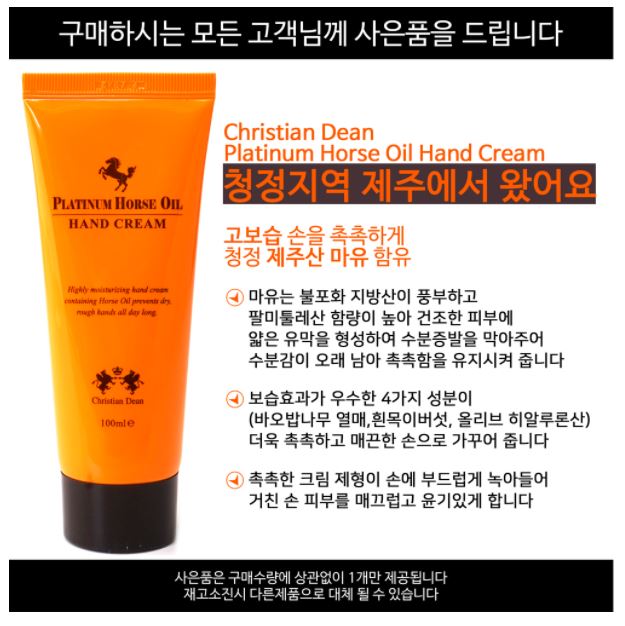 구매하시는 모든 고객님께 사은품을 드립니다
PLATINUM HORSE OIL
HAND CREAM
Highly moisturizing hand cream
containing Horse Oil prevents dry,
rough hands all day long.
Christian Dean
100ml e
Christian Dean
Platinum Horse Oil Hand Cream
청정지역 제주에서 왔어요
고보습 손을 촉촉하게
청정 제주산 마유 함유
마유는 불포화 지방산이 풍부하고
팔미톨레산 함량이 높아 건조한 피부에
얇은 유막을 형성하여 수분증발을 막아주어
수분감이 오래 남아 촉촉함을 유지시켜 줍니다
보습효과가 우수한 4가지 성분이
(바오밥나무 열매,흰목이버섯, 올리브 히알루론산)
더욱 촉촉하고 매끈한 손으로 가꾸어 줍니다
촉촉한 크림 제형이 손에 부드럽게 녹아들어
거친 손 피부를 매끄럽고 윤기있게 합니다
사은품은 구매수량에 상관없이 1개만 제공됩니다
재고소진시 다른제품으로 대체 될 수 있습니다